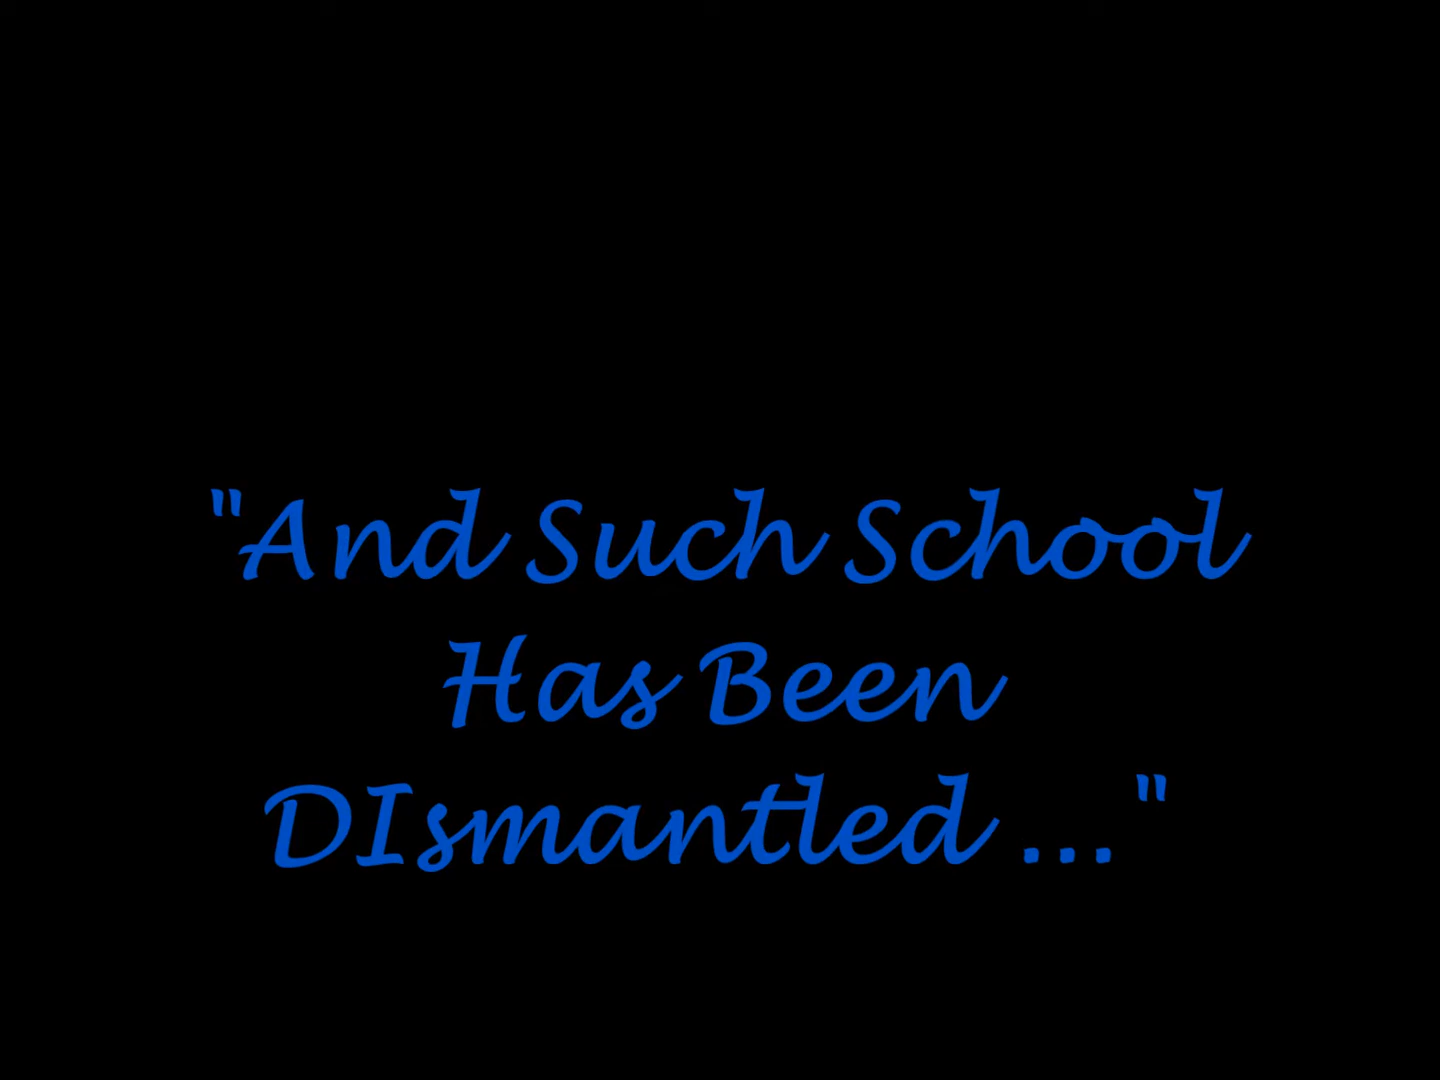 "And Such School
Has Been
DIsmantled ..."